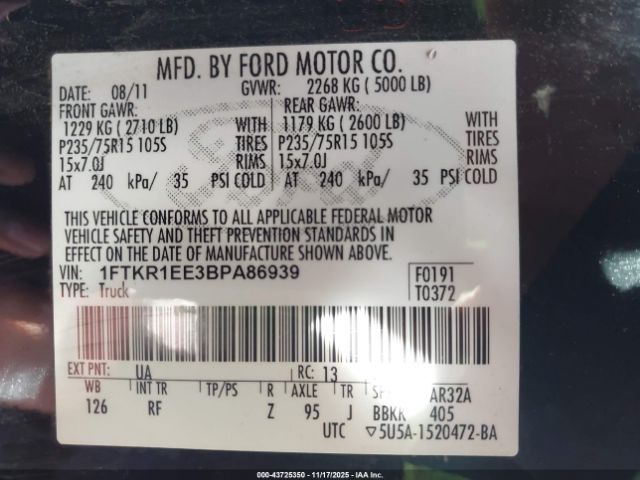 MFD. BY FORD MOTOR CO.
DATE: 08/11 GVWR: 2268 KG ( 5000 LB)
FRONT GAWR: REAR GAWR:
1229 KG ( 2710 LB) WITH 1179 KG ( 2600 LB) WITH
P235/75R15 105S TIRES P235/75R15 105S TIRES
15x7.0J RIMS 15x7.0J RIMS
AT 240 kPa/ 35 PSI COLD AT 240 kPa/ 35 PSI COLD
THIS VEHICLE CONFORMS TO ALL APPLICABLE FEDERAL MOTOR
VEHICLE SAFETY AND THEFT PREVENTION STANDARDS IN
EFFECT ON THE DATE OF MANUFACTURE SHOWN ABOVE.
VIN: 1FTKR1EE3BPA86939 F0191
TYPE: Truck T0372
EXT PNT: UA RC: 13
WB INT TR TP/PS R AXLE TR AR32A
126 RF Z 95 J BBKK 405
UTC ▽5U5A-1520472-BA
000-43725350 - 11/17/2025 - IAA Inc.